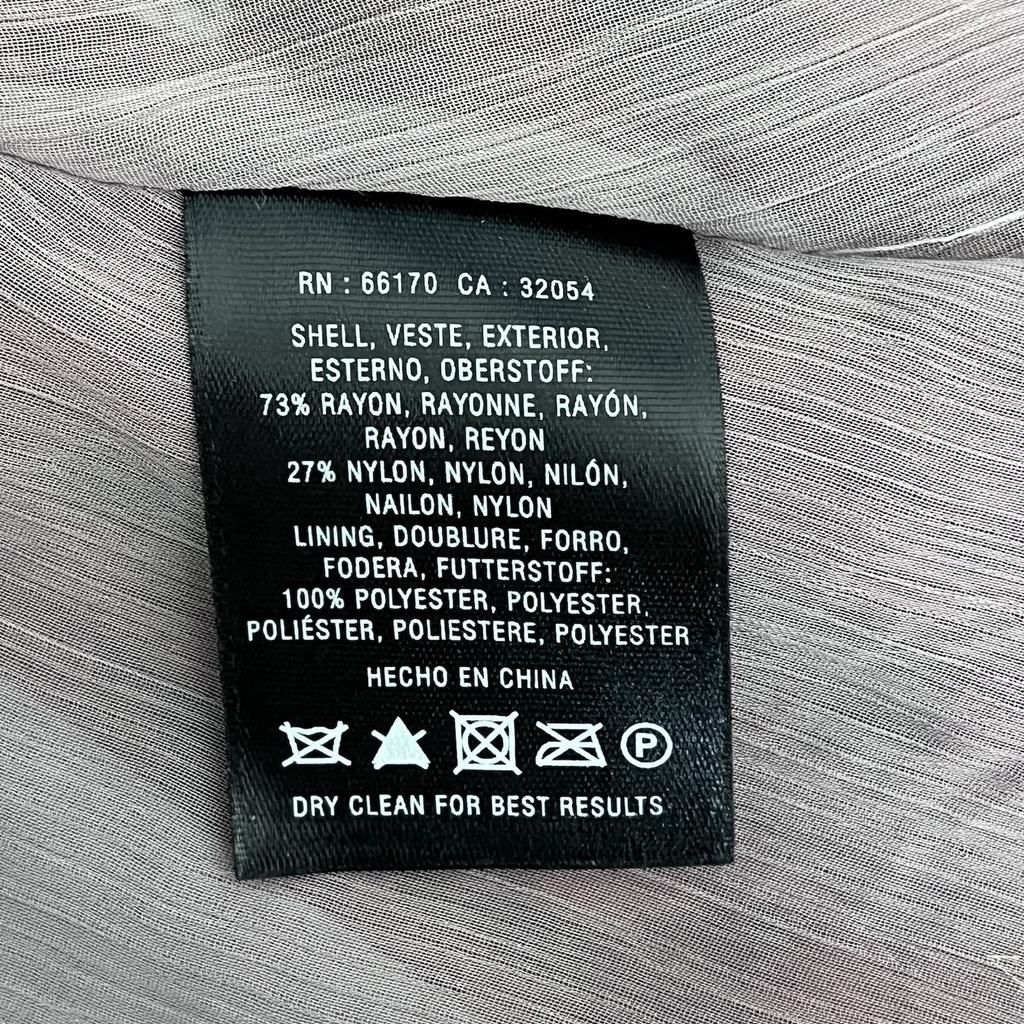 RN : 66170 CA : 32054
SHELL, VESTE, EXTERIOR,
ESTERNO, OBERSTOFF:
73% RAYON, RAYONNE, RAYÓN,
RAYON, REYON
27% NYLON, NYLON, NILÓN,
NAILON, NYLON
LINING, DOUBLURE, FORRO,
FODERA, FUTTERSTOFF:
100% POLYESTER, POLYESTER,
POLIÉSTER, POLIESTERE, POLYESTER
HECHO EN CHINA
P
DRY CLEAN FOR BEST RESULTS